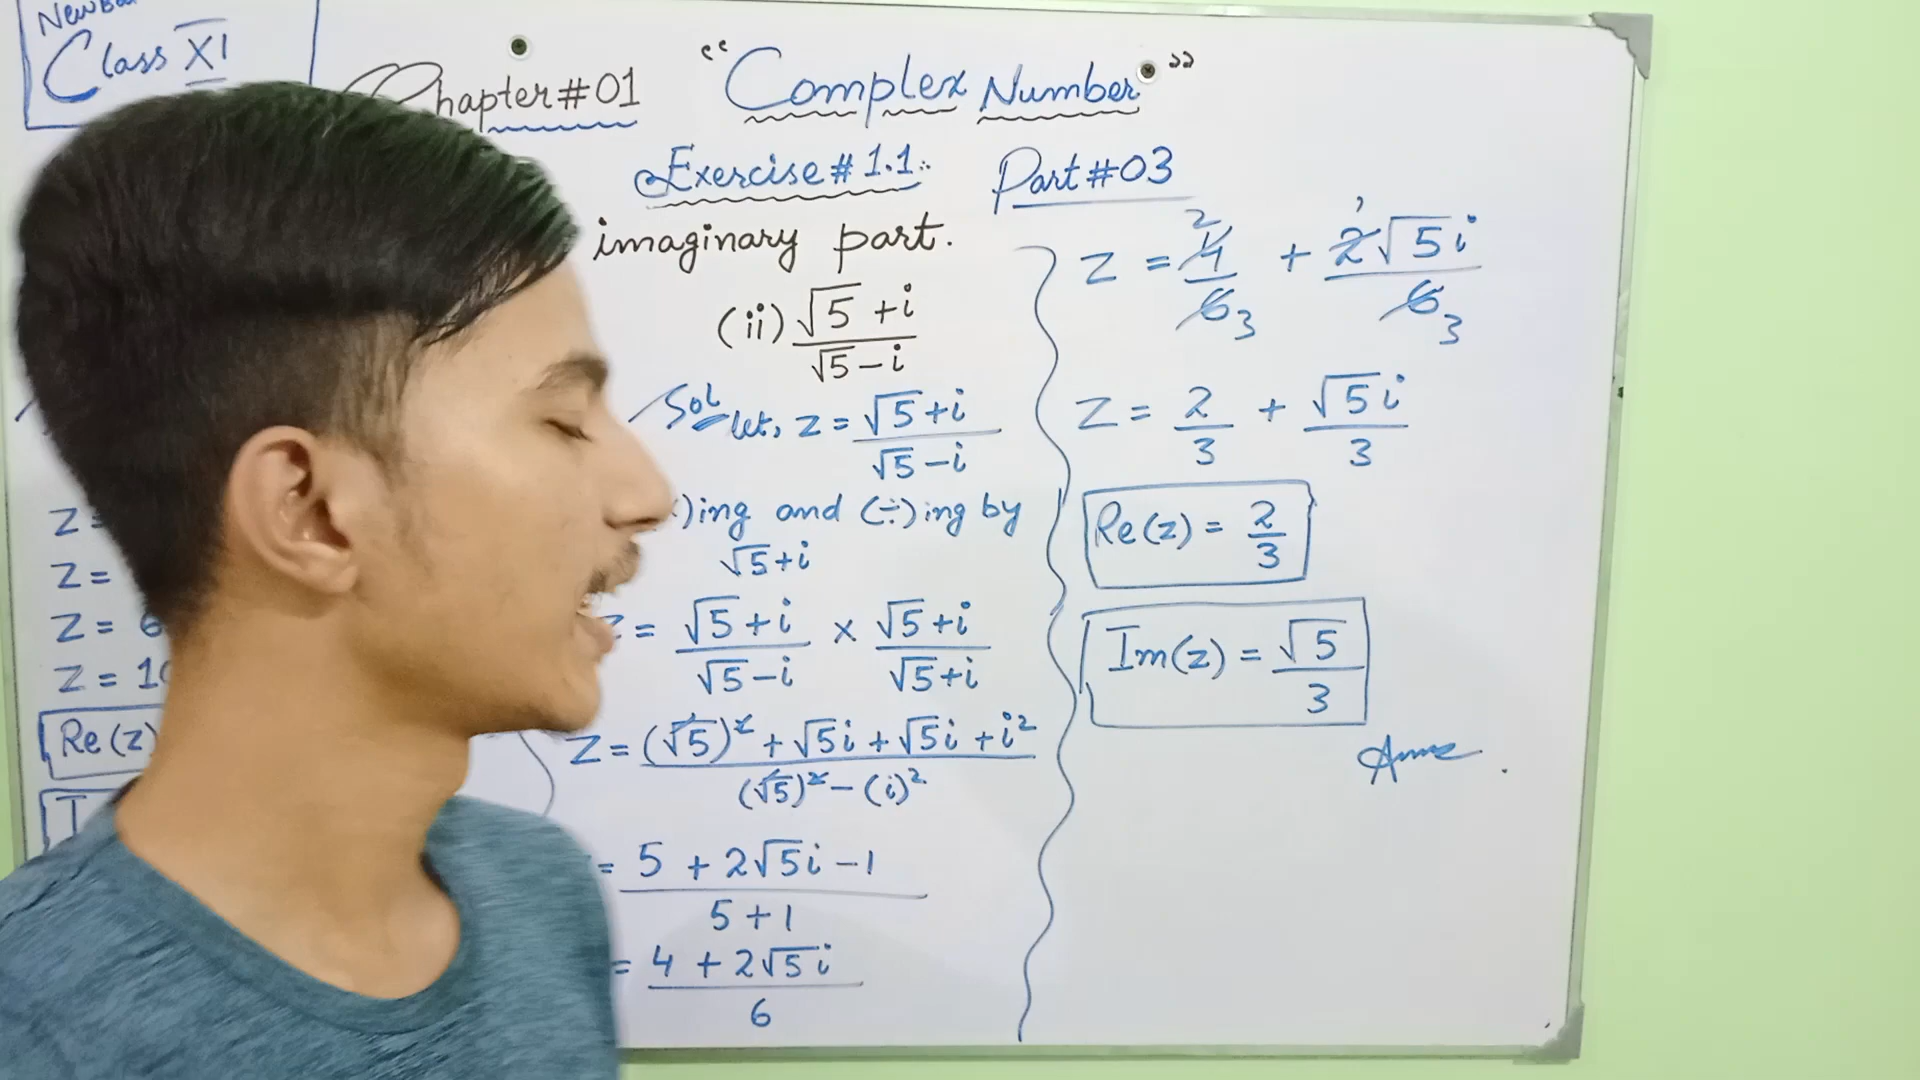 Class XI
Chapter #01 "Complex Number"
Exercise # 1.1: Part #03
imaginary part.
(ii) √5 + i / √5 - i
Sol let, z = √5 + i / √5 - i
)ing and (÷)ing by
√5 + i
= √5 + i / √5 - i × √5 + i / √5 + i
Z = (√5)² + √5i + √5i + i² / (√5)² - (i)²
= 5 + 2√5i - 1 / 5 + 1
= 4 + 2√5i / 6
Z =
Z =
Z = 6
Z = 1
Re(z)
I
Z = 4 2 / 6 3 + 2 1 √5i / 6 3
Z = 2 / 3 + √5i / 3
Re(z) = 2 / 3
Im(z) = √5 / 3